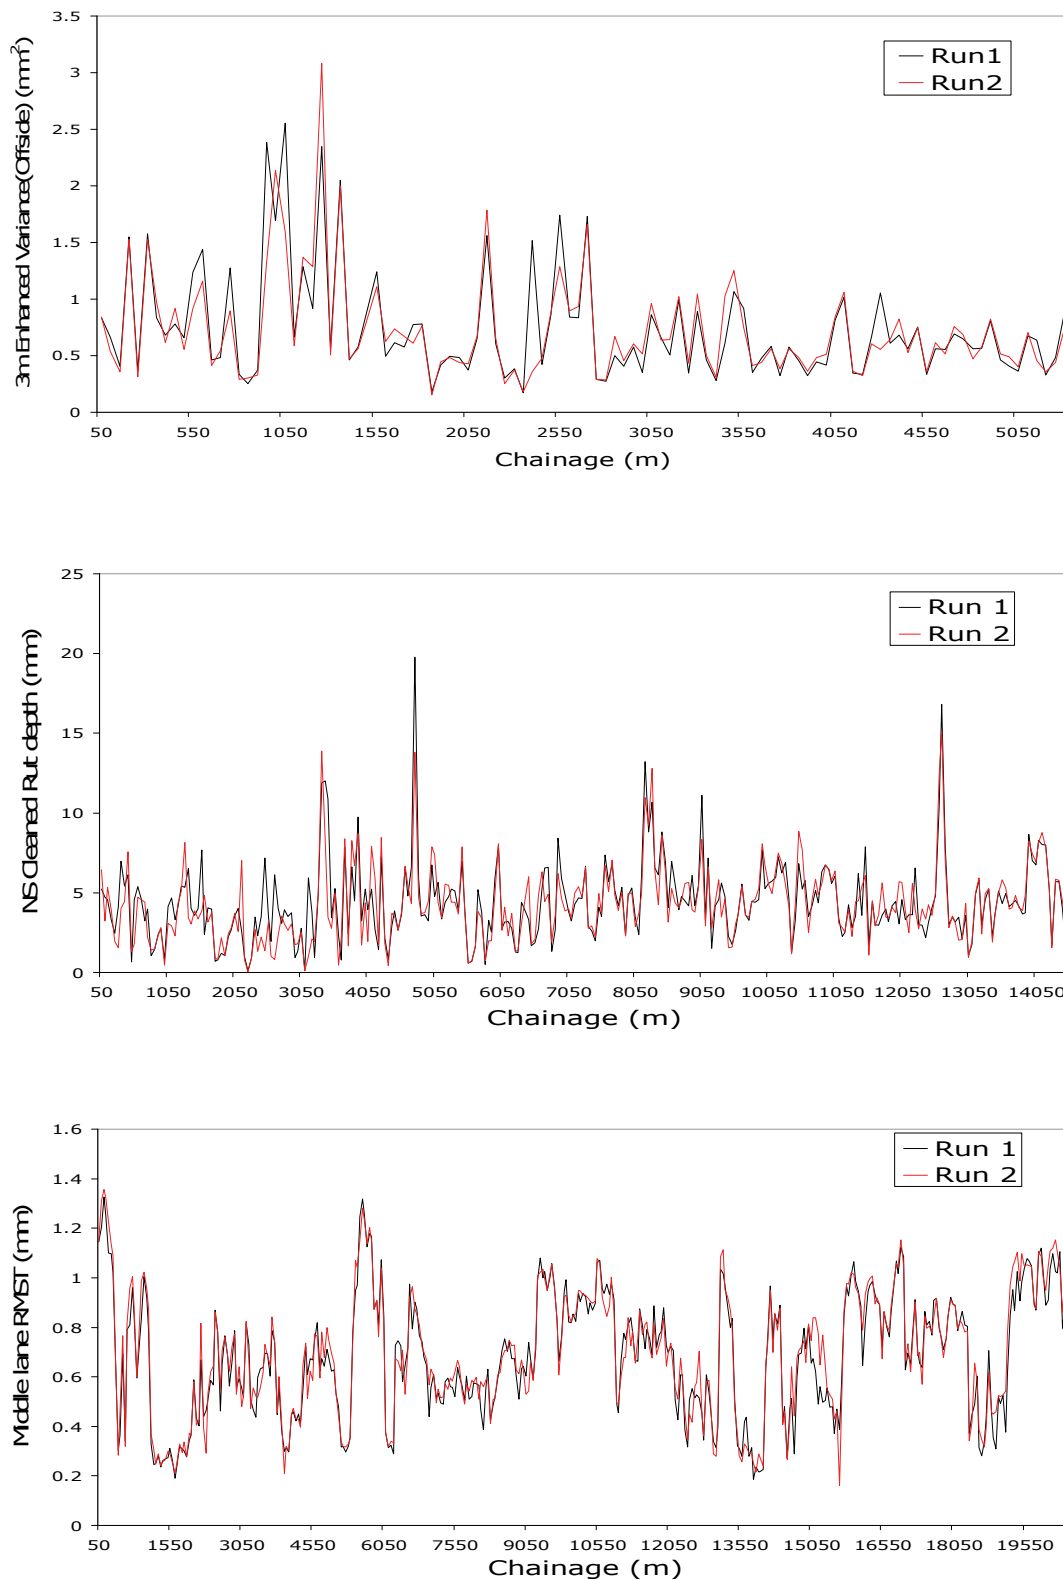 3.5
3
2.5
2
1.5
1
0.5
0
3m Enhanced Variance (Offside) (mm²)
Run1
Run2
50 550 1050 1550 2050 2550 3050 3550 4050 4550 5050
Chainage (m)
25
20
15
10
5
0
NS Cleaned Rut depth (mm)
Run 1
Run 2
50 1050 2050 3050 4050 5050 6050 7050 8050 9050 10050 11050 12050 13050 14050
Chainage (m)
1.6
1.4
1.2
1
0.8
0.6
0.4
0.2
0
Middle lane RMST (mm)
Run 1
Run 2
50 1550 3050 4550 6050 7550 9050 10550 12050 13550 15050 16550 18050 19550
Chainage (m)